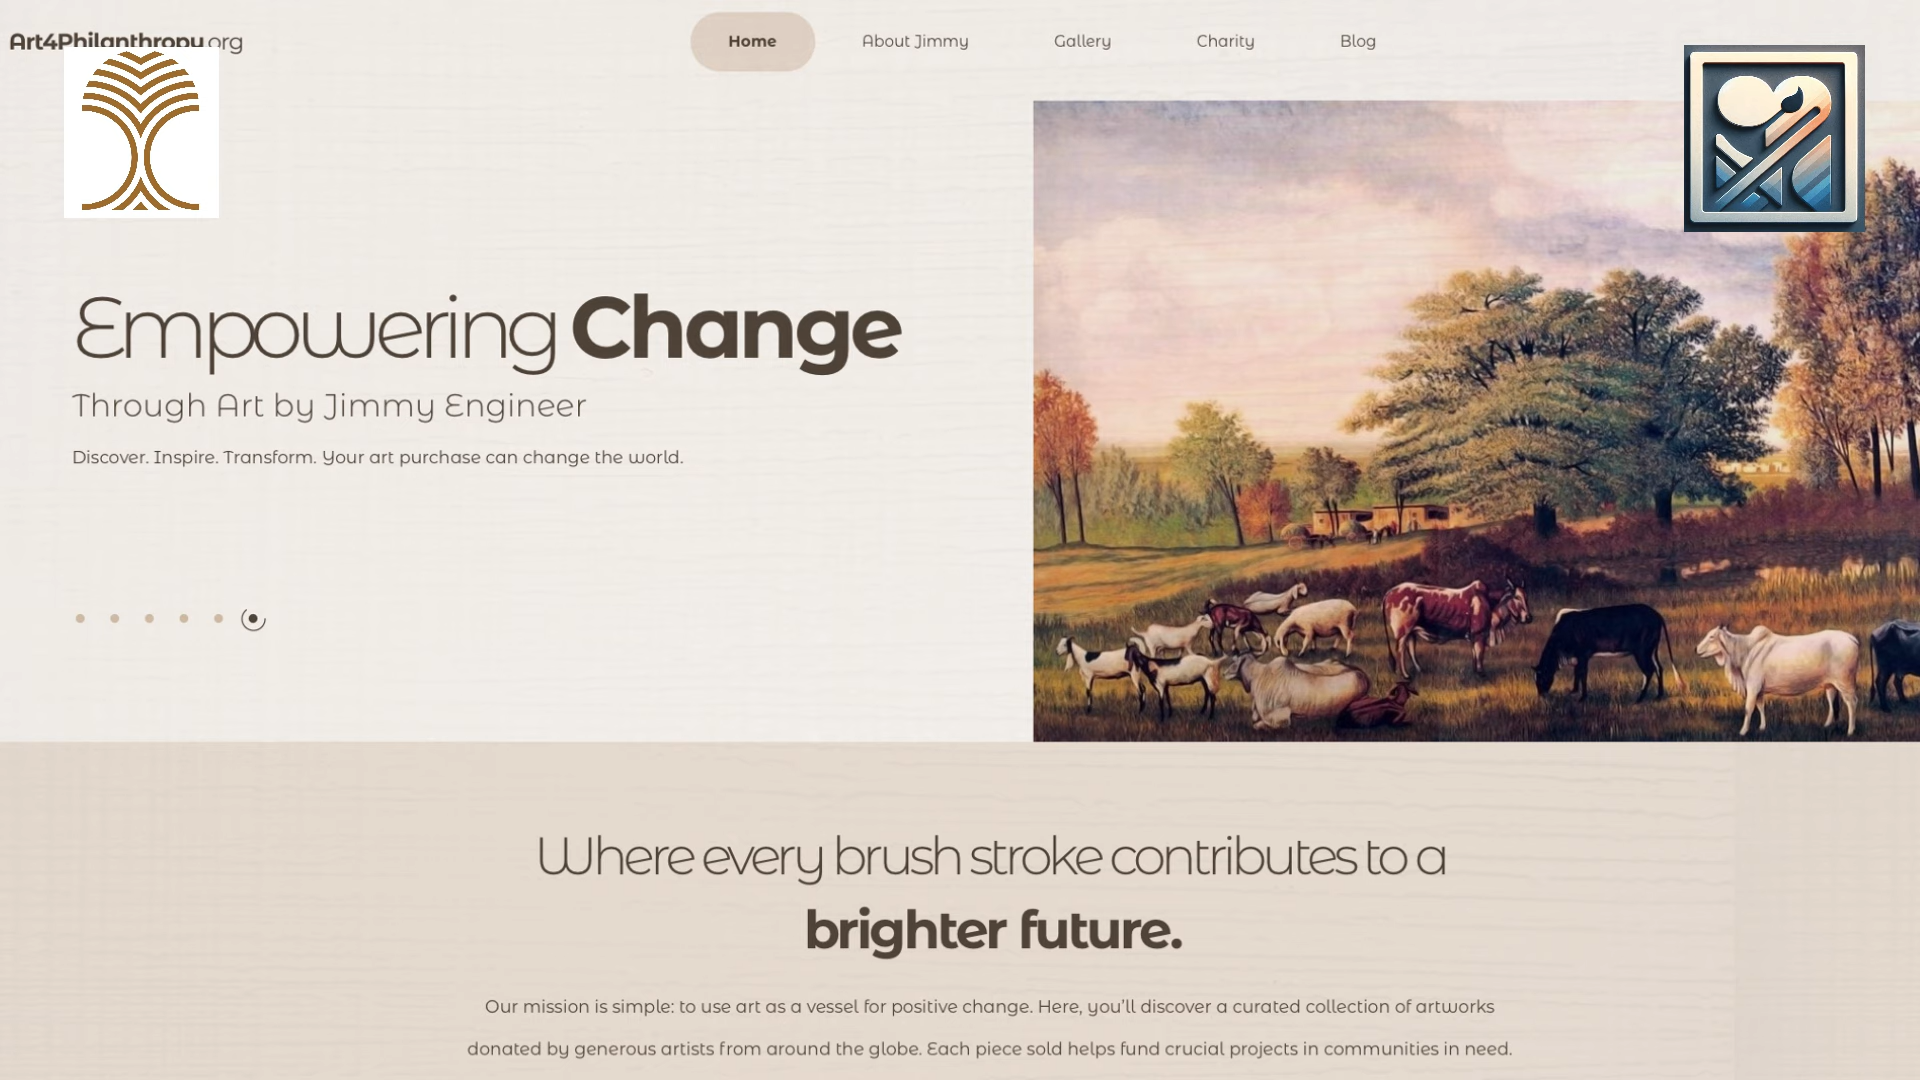 Art4Philanthropy.org
Home
About Jimmy
Gallery
Charity
Blog
Empowering Change
Through Art by Jimmy Engineer
Discover. Inspire. Transform. Your art purchase can change the world.
Where every brush stroke contributes to a
brighter future.
Our mission is simple: to use art as a vessel for positive change. Here, you’ll discover a curated collection of artworks
donated by generous artists from around the globe. Each piece sold helps fund crucial projects in communities in need.